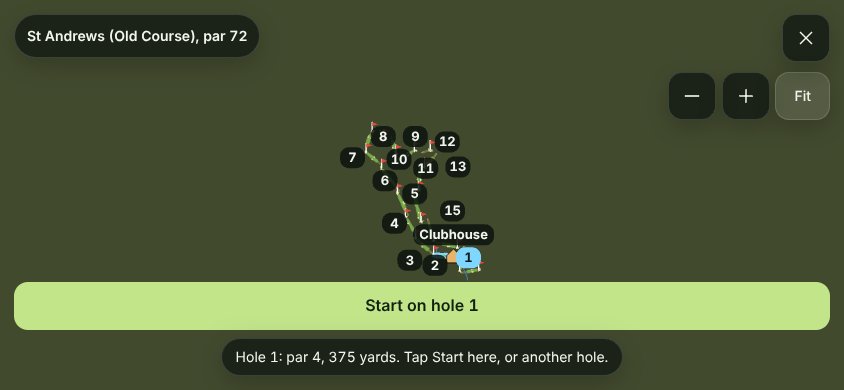 St Andrews (Old Course), par 72
Fit
8
9
12
7
10
11
13
6
5
15
4
Clubhouse
3
2
1
Start on hole 1
Hole 1: par 4, 375 yards. Tap Start here, or another hole.